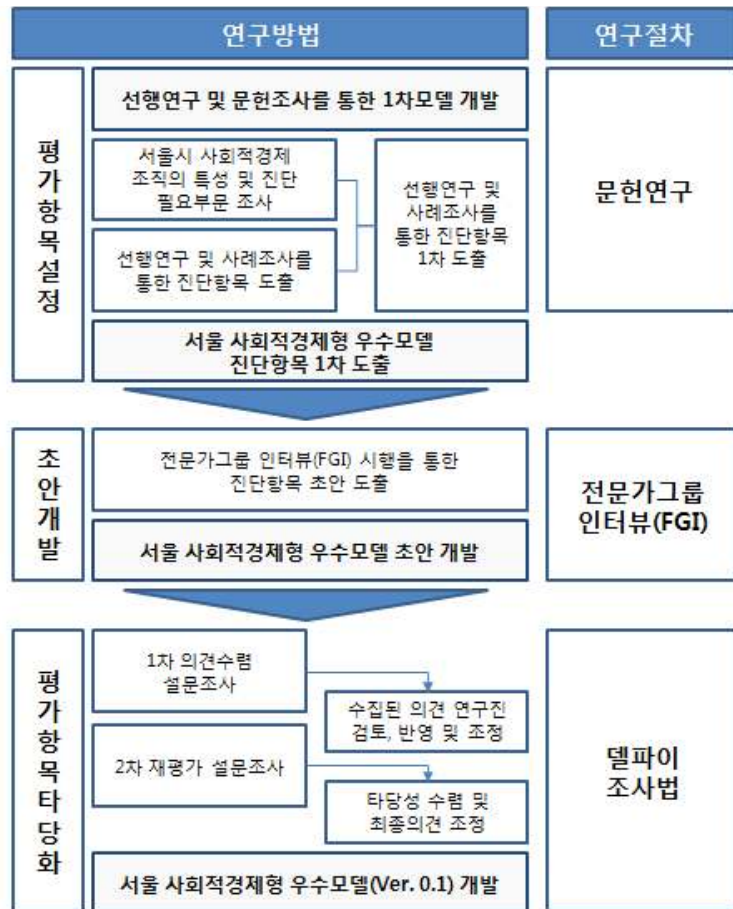 연구방법
연구절차
평가항목설정
선행연구 및 문헌조사를 통한 1차모델 개발
서울시 사회적경제
조직의 특성 및 진단
필요부문 조사
선행연구 및 사례조사를
통한 진단항목 도출
선행연구 및
사례조사를
통한 진단항목
1차 도출
서울 사회적경제형 우수모델
진단항목 1차 도출
문헌연구
초안개발
전문가그룹 인터뷰(FGI) 시행을 통한
진단항목 초안 도출
서울 사회적경제형 우수모델 초안 개발
전문가그룹
인터뷰(FGI)
평가항목타당화
1차 의견수렴
설문조사
수집된 의견 연구진
검토, 반영 및 조정
2차 재평가 설문조사
타당성 수렴 및
최종의견 조정
서울 사회적경제형 우수모델(Ver. 0.1) 개발
델파이
조사법